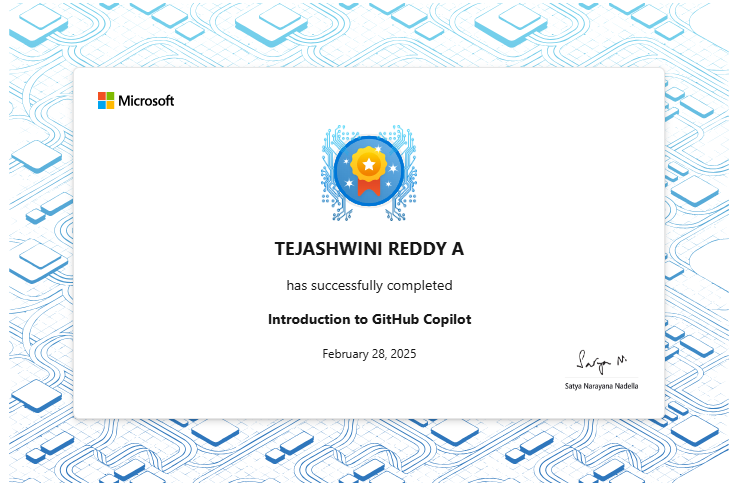 Microsoft
TEJASHWINI REDDY A
has successfully completed
Introduction to GitHub Copilot
February 28, 2025
Satya N.
Satya Narayana Nadella